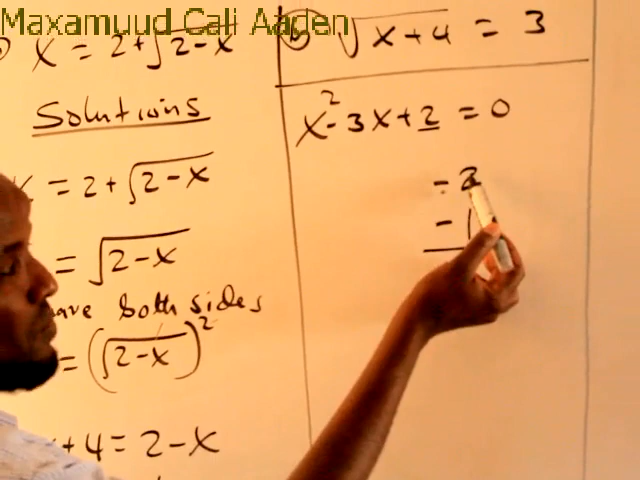 Maxamuud Cali Aaden
x = 2 + √2 - x
b) √x + 4 = 3
Solutions
x² - 3x + 2 = 0
= 2 + √2 - x
- 2
- 1
= √2 - x
both sides
= (√2 - x)²
+ 4 = 2 - x